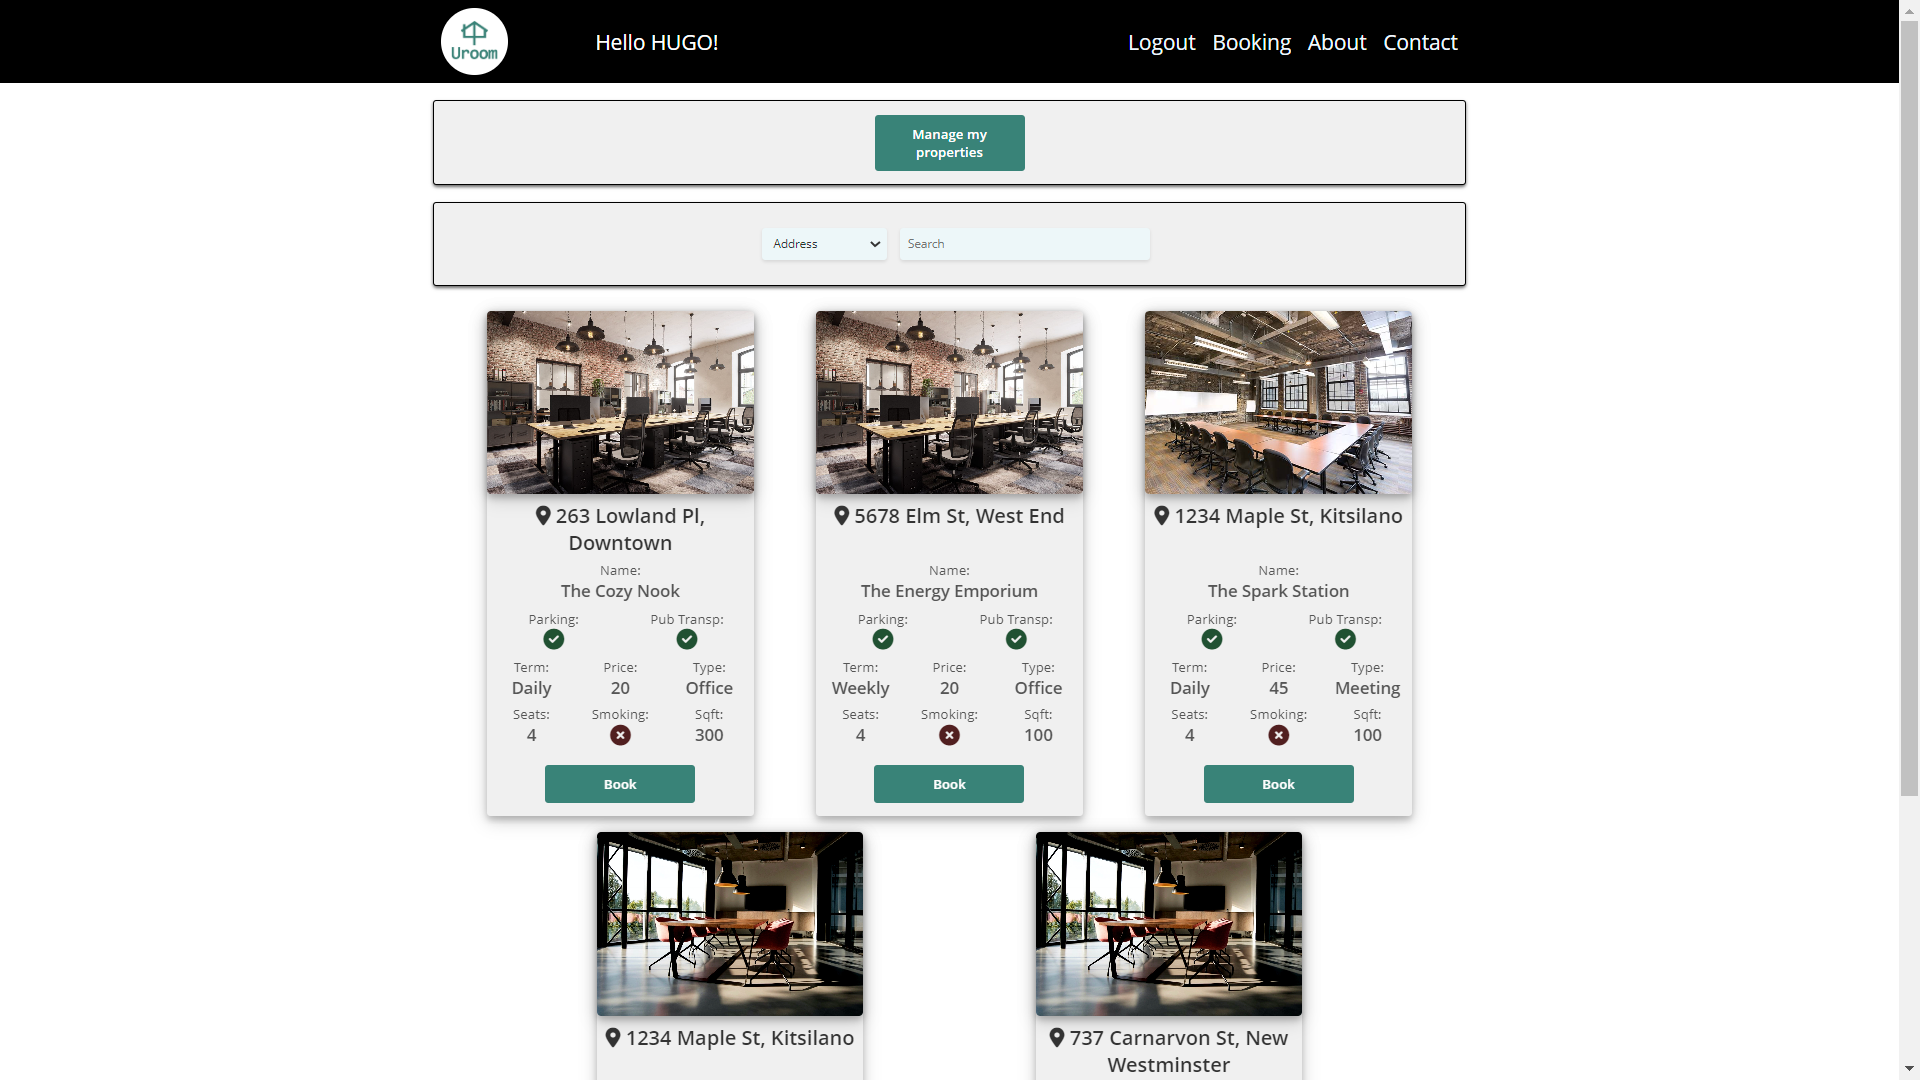 Uroom
Hello HUGO!
Logout Booking About Contact
Manage my
properties
Address
Search
263 Lowland Pl,
Downtown
Name:
The Cozy Nook
Parking: Pub Transp:
Term: Price: Type:
Daily 20 Office
Seats: Smoking: Sqft:
4 300
Book
5678 Elm St, West End
Name:
The Energy Emporium
Parking: Pub Transp:
Term: Price: Type:
Weekly 20 Office
Seats: Smoking: Sqft:
4 100
Book
1234 Maple St, Kitsilano
Name:
The Spark Station
Parking: Pub Transp:
Term: Price: Type:
Daily 45 Meeting
Seats: Smoking: Sqft:
4 100
Book
1234 Maple St, Kitsilano
737 Carnarvon St, New
Westminster